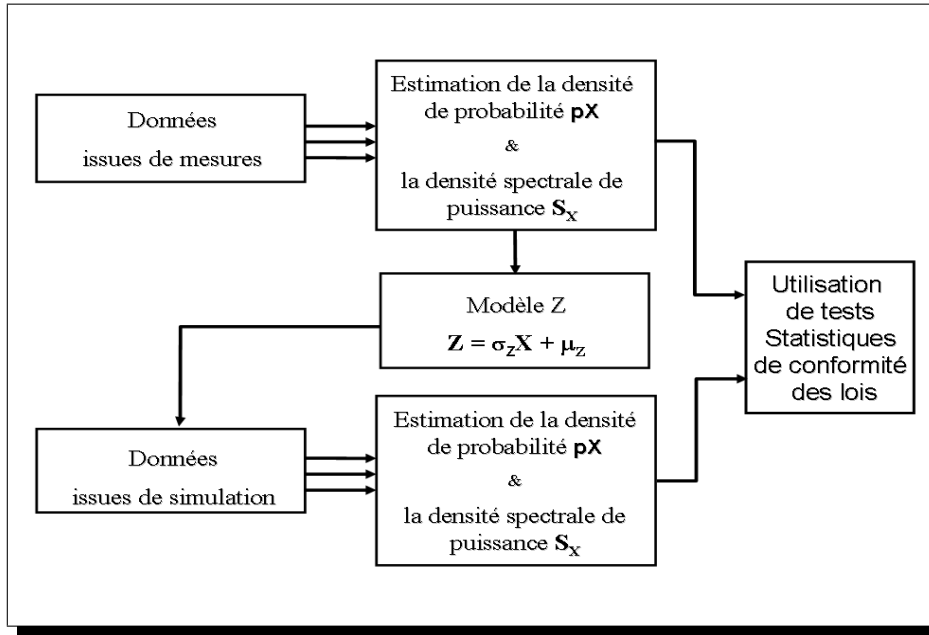 Données
issues de mesures
Estimation de la densité
de probabilité pX
&
la densité spectrale de
puissance Sx
Modèle Z
Z = σzX + μz
Données
issues de simulation
Estimation de la densité
de probabilité pX
&
la densité spectrale de
puissance Sx
Utilisation
de tests
Statistiques
de conformité
des lois